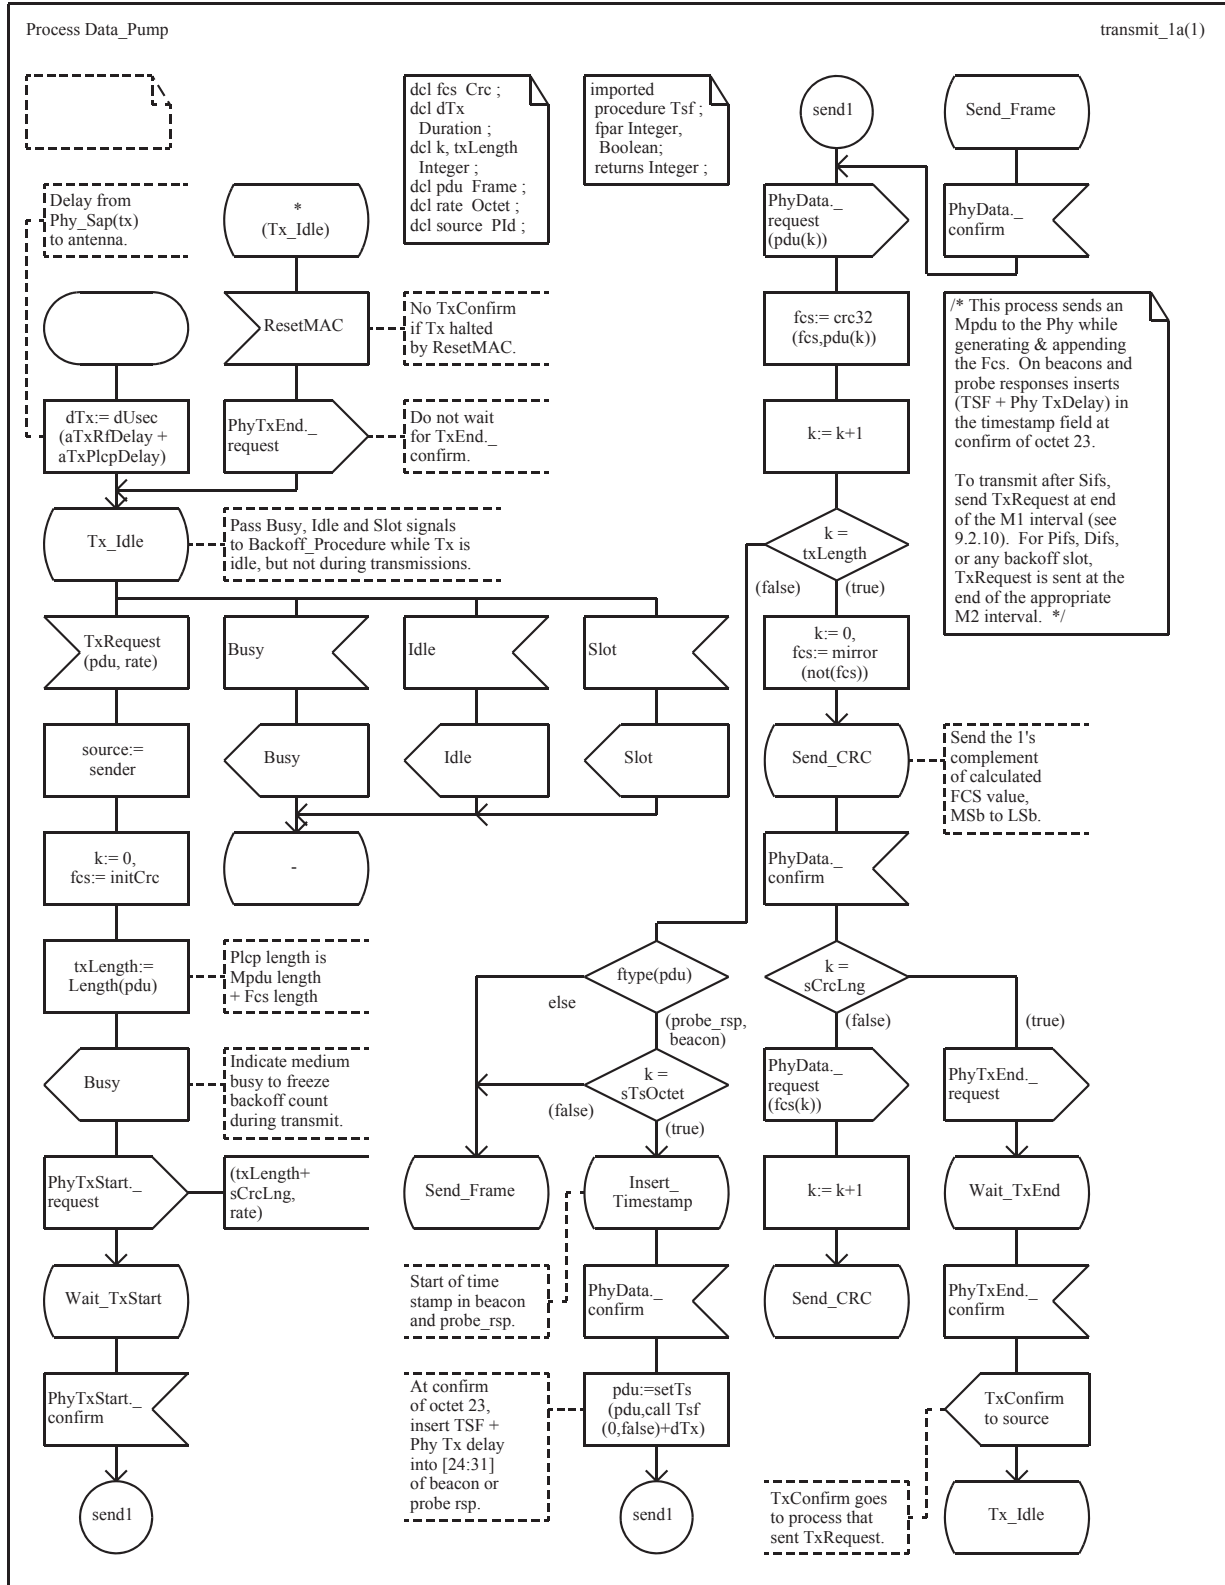 Process Data_Pump
transmit_1a(1)
dcl fcs Crc ;
dcl dTx
Duration ;
dcl k, txLength
Integer ;
dcl pdu Frame ;
dcl rate Octet ;
dcl source PId ;
imported
procedure Tsf ;
fpar Integer,
Boolean;
returns Integer ;
send1
Send_Frame
Delay from
Phy_Sap(tx)
to antenna.
*
(Tx_Idle)
PhyData._
request
(pdu(k))
PhyData._
confirm
ResetMAC
No TxConfirm
if Tx halted
by ResetMAC.
fcs:= crc32
(fcs,pdu(k))
/* This process sends an
Mpdu to the Phy while
generating & appending
the Fcs. On beacons and
probe responses inserts
(TSF + Phy TxDelay) in
the timestamp field at
confirm of octet 23.
To transmit after Sifs,
send TxRequest at end
of the M1 interval (see
9.2.10). For Pifs, Difs,
or any backoff slot,
TxRequest is sent at the
end of the appropriate
M2 interval. */
dTx:= dUsec
(aTxRfDelay +
aTxPlcpDelay)
PhyTxEnd._
request
Do not wait
for TxEnd._
confirm.
k:= k+1
Tx_Idle
Pass Busy, Idle and Slot signals
to Backoff_Procedure while Tx is
idle, but not during transmissions.
k =
txLength
(false)
(true)
TxRequest
(pdu, rate)
Busy
Idle
Slot
k:= 0,
fcs:= mirror
(not(fcs))
source:=
sender
Busy
Idle
Slot
Send_CRC
Send the 1's
complement
of calculated
FCS value,
MSb to LSb.
k:= 0,
fcs:= initCrc
-
PhyData._
confirm
txLength:=
Length(pdu)
Plcp length is
Mpdu length
+ Fcs length
ftype(pdu)
else
(probe_rsp,
beacon)
k =
sCrcLng
(false)
(true)
Busy
Indicate medium
busy to freeze
backoff count
during transmit.
k =
sTsOctet
(false)
(true)
PhyData._
request
(fcs(k))
PhyTxEnd._
request
PhyTxStart._
request
(txLength+
sCrcLng,
rate)
Send_Frame
Insert_
Timestamp
k:= k+1
Wait_TxEnd
Wait_TxStart
Start of time
stamp in beacon
and probe_rsp.
PhyData._
confirm
Send_CRC
PhyTxEnd._
confirm
PhyTxStart._
confirm
At confirm
of octet 23,
insert TSF +
Phy Tx delay
into [24:31]
of beacon or
probe rsp.
pdu:=setTs
(pdu,call Tsf
(0,false)+dTx)
TxConfirm
to source
send1
send1
TxConfirm goes
to process that
sent TxRequest.
Tx_Idle